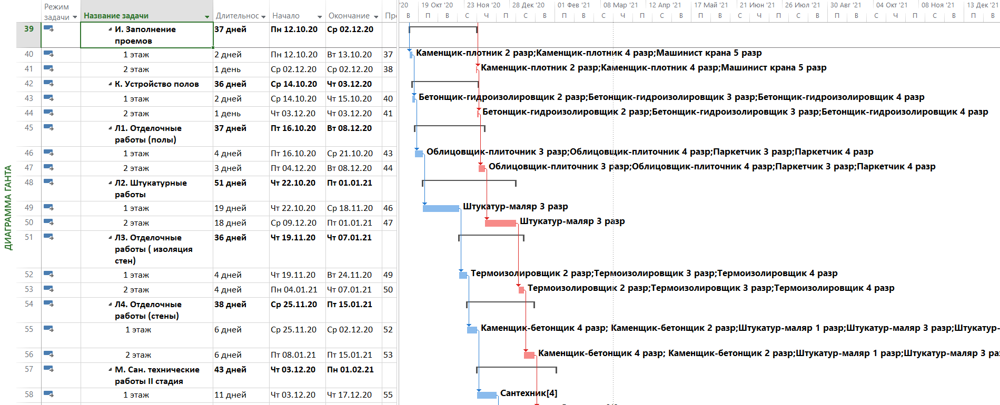 Режим задачи Название задачи Длительнос Начало Окончание Пре
'20 19 Окт '20 23 Ноя '20 28 Дек '20 01 Фев '21 08 Мар '21 12 Апр '21 17 Май '21 21 Июн '21 26 Июл '21 30 Авг '21 04 Окт '21 08 Ноя '21 13 Дек '21
В П В С Ч П С В П В С Ч П С В П В С Ч П С В П В С Ч П С В П В
ДИАГРАММА ГАНТА
39 И. Заполнение проемов 37 дней Пн 12.10.20 Ср 02.12.20
40 1 этаж 2 дней Пн 12.10.20 Вт 13.10.20 37 Каменщик-плотник 2 разр;Каменщик-плотник 4 разр;Машинист крана 5 разр
41 2 этаж 1 день Ср 02.12.20 Ср 02.12.20 38 Каменщик-плотник 2 разр;Каменщик-плотник 4 разр;Машинист крана 5 разр
42 К. Устройство полов 36 дней Ср 14.10.20 Чт 03.12.20
43 1 этаж 2 дней Ср 14.10.20 Чт 15.10.20 40 Бетонщик-гидроизолировщик 2 разр;Бетонщик-гидроизолировщик 3 разр;Бетонщик-гидроизолировщик 4 разр
44 2 этаж 1 день Чт 03.12.20 Чт 03.12.20 41 Бетонщик-гидроизолировщик 2 разр;Бетонщик-гидроизолировщик 3 разр;Бетонщик-гидроизолировщик 4 разр
45 Л1. Отделочные работы (полы) 37 дней Пт 16.10.20 Вт 08.12.20
46 1 этаж 4 дней Пт 16.10.20 Ср 21.10.20 43 Облицовщик-плиточник 3 разр;Облицовщик-плиточник 4 разр;Паркетчик 3 разр;Паркетчик 4 разр
47 2 этаж 3 дней Пт 04.12.20 Вт 08.12.20 44 Облицовщик-плиточник 3 разр;Облицовщик-плиточник 4 разр;Паркетчик 3 разр;Паркетчик 4 разр
48 Л2. Штукатурные работы 51 дней Чт 22.10.20 Пт 01.01.21
49 1 этаж 19 дней Чт 22.10.20 Ср 18.11.20 46 Штукатур-маляр 3 разр
50 2 этаж 18 дней Ср 09.12.20 Пт 01.01.21 47 Штукатур-маляр 3 разр
51 Л3. Отделочные работы ( изоляция стен) 36 дней Чт 19.11.20 Чт 07.01.21
52 1 этаж 4 дней Чт 19.11.20 Вт 24.11.20 49 Термоизолировщик 2 разр;Термоизолировщик 3 разр;Термоизолировщик 4 разр
53 2 этаж 4 дней Пн 04.01.21 Чт 07.01.21 50 Термоизолировщик 2 разр;Термоизолировщик 3 разр;Термоизолировщик 4 разр
54 Л4. Отделочные работы (стены) 38 дней Ср 25.11.20 Пт 15.01.21
55 1 этаж 6 дней Ср 25.11.20 Ср 02.12.20 52 Каменщик-бетонщик 4 разр; Каменщик-бетонщик 2 разр;Штукатур-маляр 1 разр;Штукатур-маляр 3 разр;Штукатур-
56 2 этаж 6 дней Пт 08.01.21 Пт 15.01.21 53 Каменщик-бетонщик 4 разр; Каменщик-бетонщик 2 разр;Штукатур-маляр 1 разр;Штукатур-маляр 3 раз
57 М. Сан. технические работы II стадия 43 дней Чт 03.12.20 Пн 01.02.21
58 1 этаж 11 дней Чт 03.12.20 Чт 17.12.20 55 Сантехник[4]